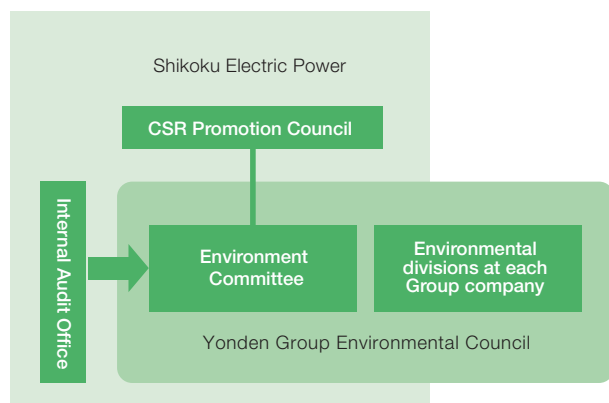 Shikoku Electric Power
CSR Promotion Council
Internal Audit Office
Environment
Committee
Environmental
divisions at each
Group company
Yonden Group Environmental Council